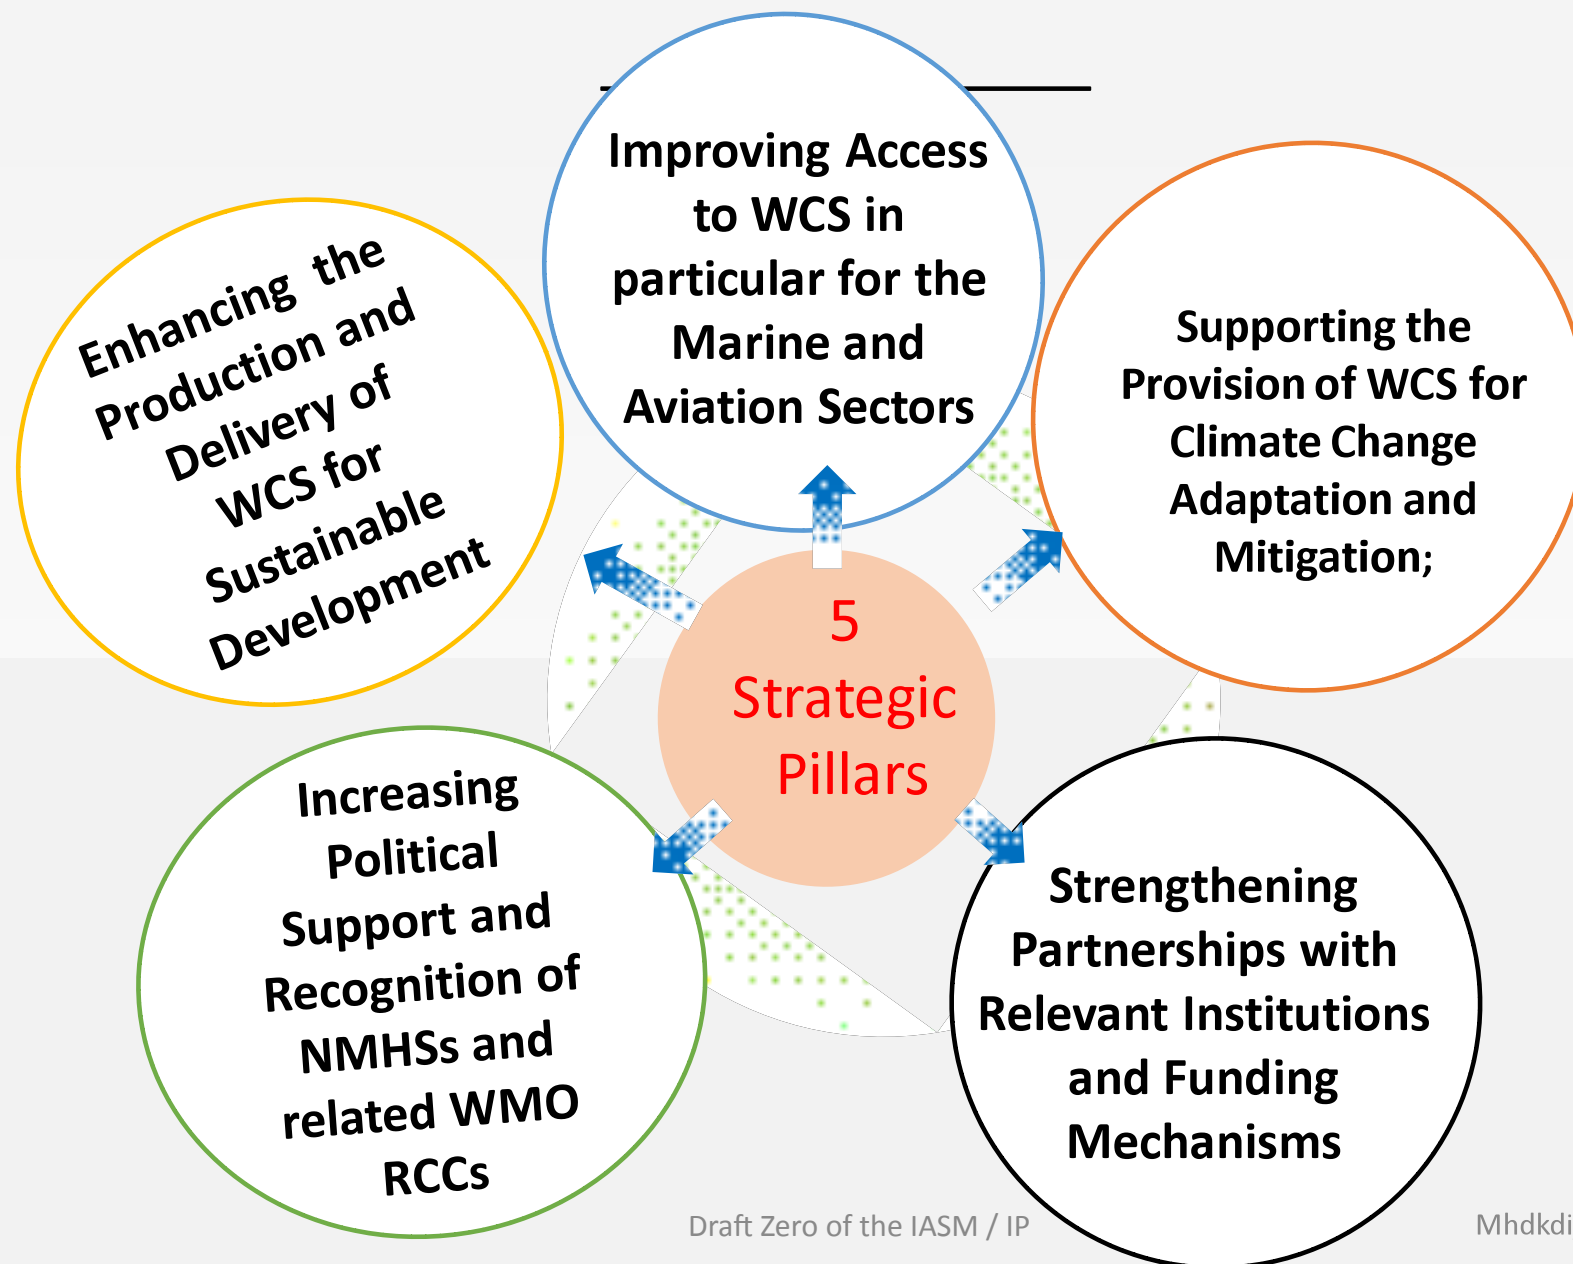 Improving Access
to WCS in
particular for the
Marine and
Aviation Sectors
Enhancing the
Production and
Delivery of
WCS for
Sustainable
Development
Supporting the
Provision of WCS for
Climate Change
Adaptation and
Mitigation;
5
Strategic
Pillars
Increasing
Political
Support and
Recognition of
NMHSs and
related WMO
RCCs
Strengthening
Partnerships with
Relevant Institutions
and Funding
Mechanisms
Draft Zero of the IASM / IP
Mhdkdi